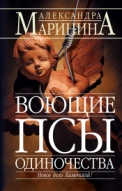 АЛЕКСАНДРА
МАРИНИНА
ВОЮЩИЕ
ПСЫ
ОДИНОЧЕСТВА
Новое дело Каменской!